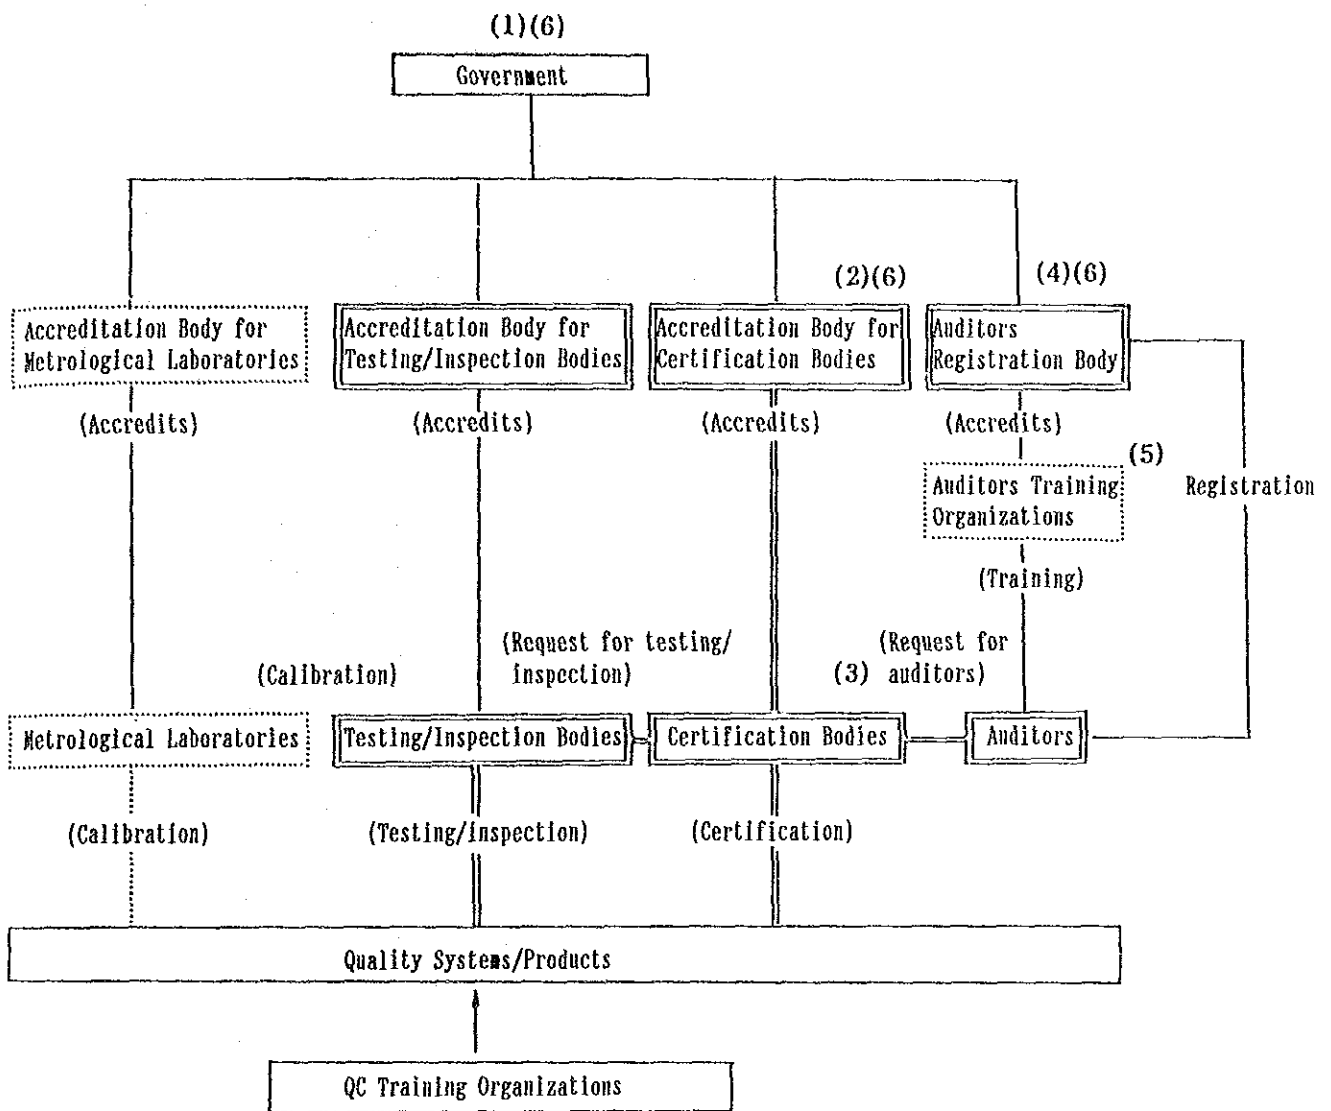 (1)(6)
Government
(2)(6)
(4)(6)
Accreditation Body for
Metrological Laboratories
Accreditation Body for
Testing/Inspection Bodies
Accreditation Body for
Certification Bodies
Auditors
Registration Body
(Accredits)
(Accredits)
(Accredits)
(Accredits)
(5)
Auditors Training
Organizations
Registration
(Training)
(Calibration)
(Request for testing/
inspection)
(3)
(Request for
auditors)
Metrological Laboratories
Testing/Inspection Bodies
Certification Bodies
Auditors
(Calibration)
(Testing/inspection)
(Certification)
Quality Systems/Products
QC Training Organizations